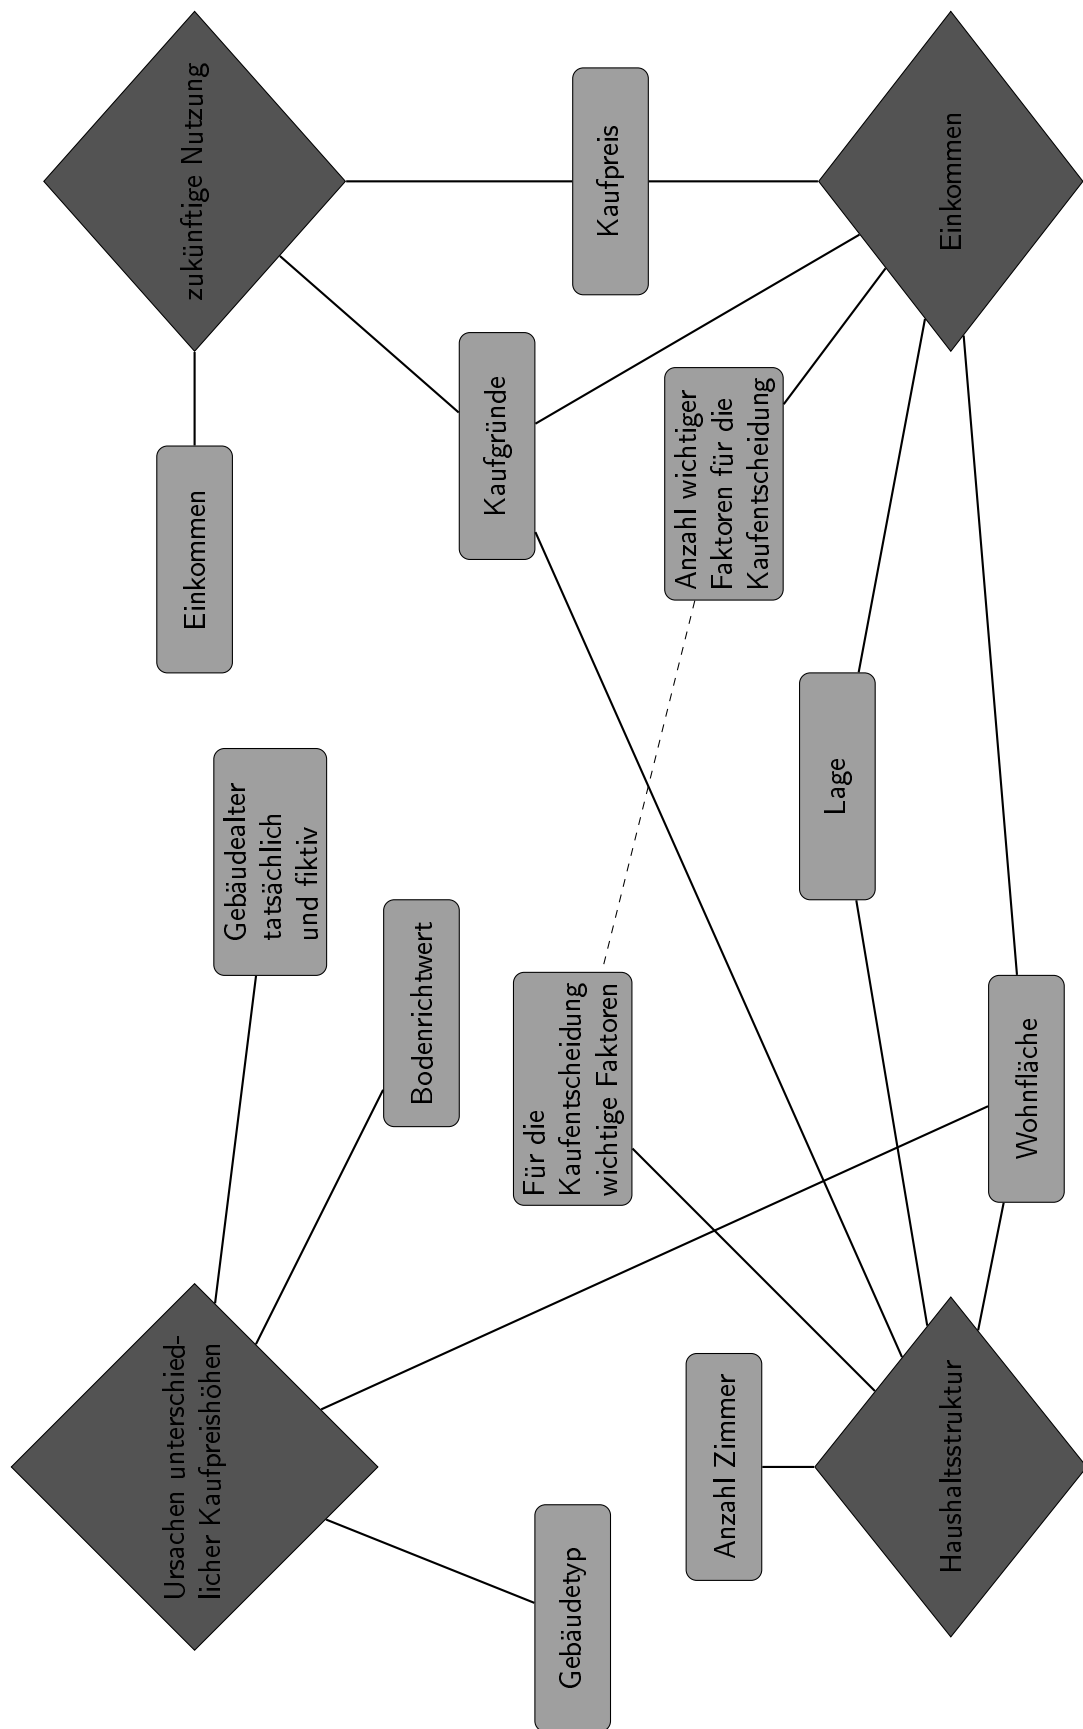 Ursachen unterschied-
licher Kaufpreishöhen
Gebäudealter
tatsächlich
und fiktiv
Einkommen
zukünftige Nutzung
Bodenrichtwert
Kaufgründe
Gebäudetyp
Für die
Kaufentscheidung
wichtige Faktoren
Kaufpreis
Anzahl Zimmer
Anzahl wichtiger
Faktoren für die
Kaufentscheidung
Lage
Haushaltsstruktur
Einkommen
Wohnfläche